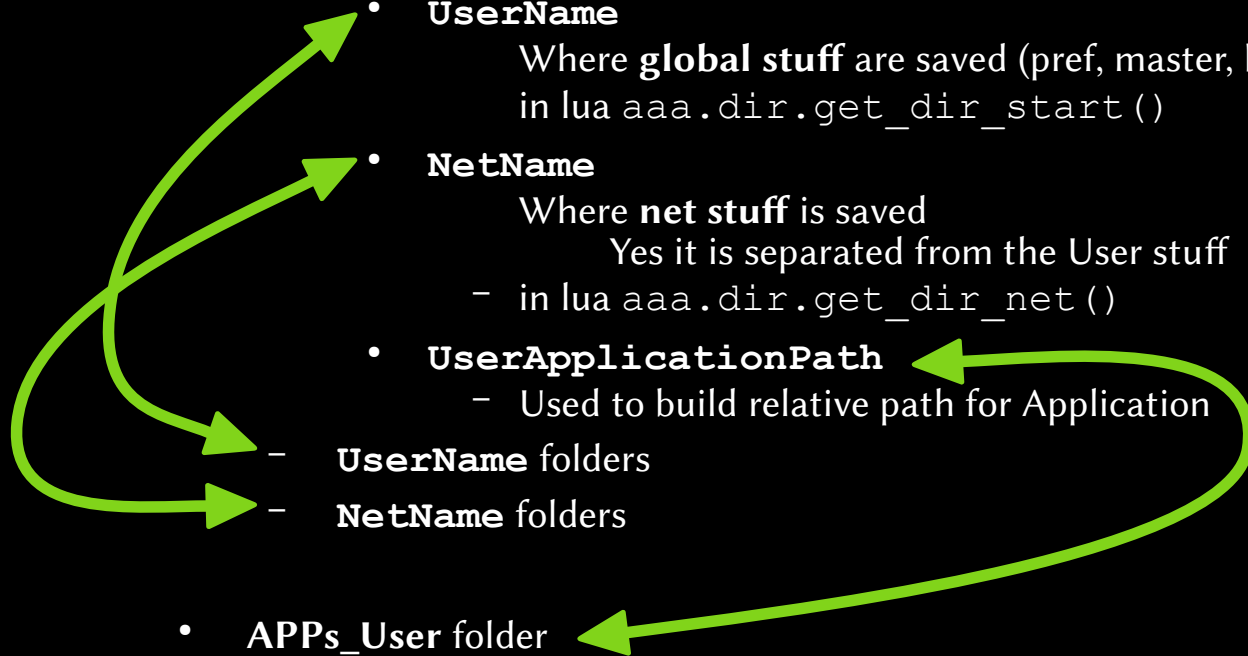 • UserName
Where global stuff are saved (pref, master,
in lua aaa.dir.get_dir_start()
• NetName
Where net stuff is saved
Yes it is separated from the User stuff
– in lua aaa.dir.get_dir_net()
• UserApplicationPath
– Used to build relative path for Application
– UserName folders
– NetName folders
• APPs_User folder